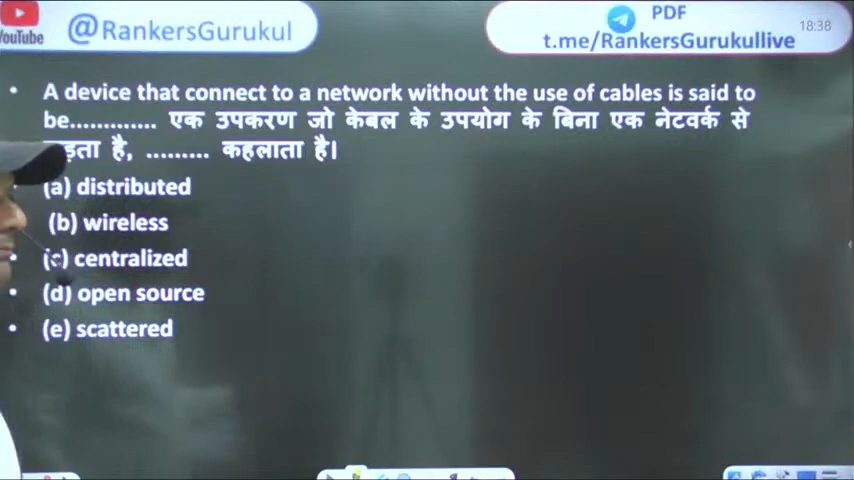 YouTube
@RankersGurukul
PDF
t.me/RankersGurukullive
18:38
A device that connect to a network without the use of cables is said to
be............. एक उपकरण जो केबल के उपयोग के बिना एक नेटवर्क से
है, ......... कहलाता है।
(a) distributed
(b) wireless
(c) centralized
(d) open source
(e) scattered